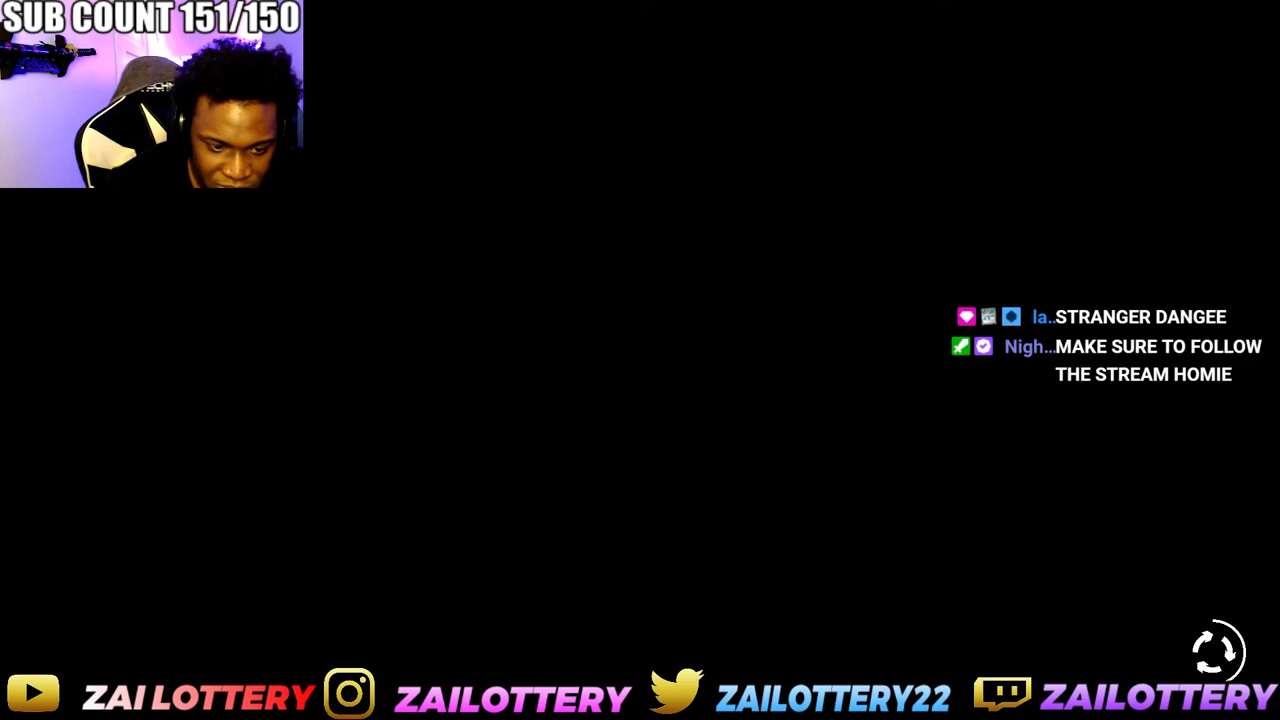 SUB COUNT 151/150
la..STRANGER DANGEE
Nigh...MAKE SURE TO FOLLOW
THE STREAM HOMIE
ZAI LOTTERY ZAILOTTERY ZAILOTTERY22 ZAILOTTERY